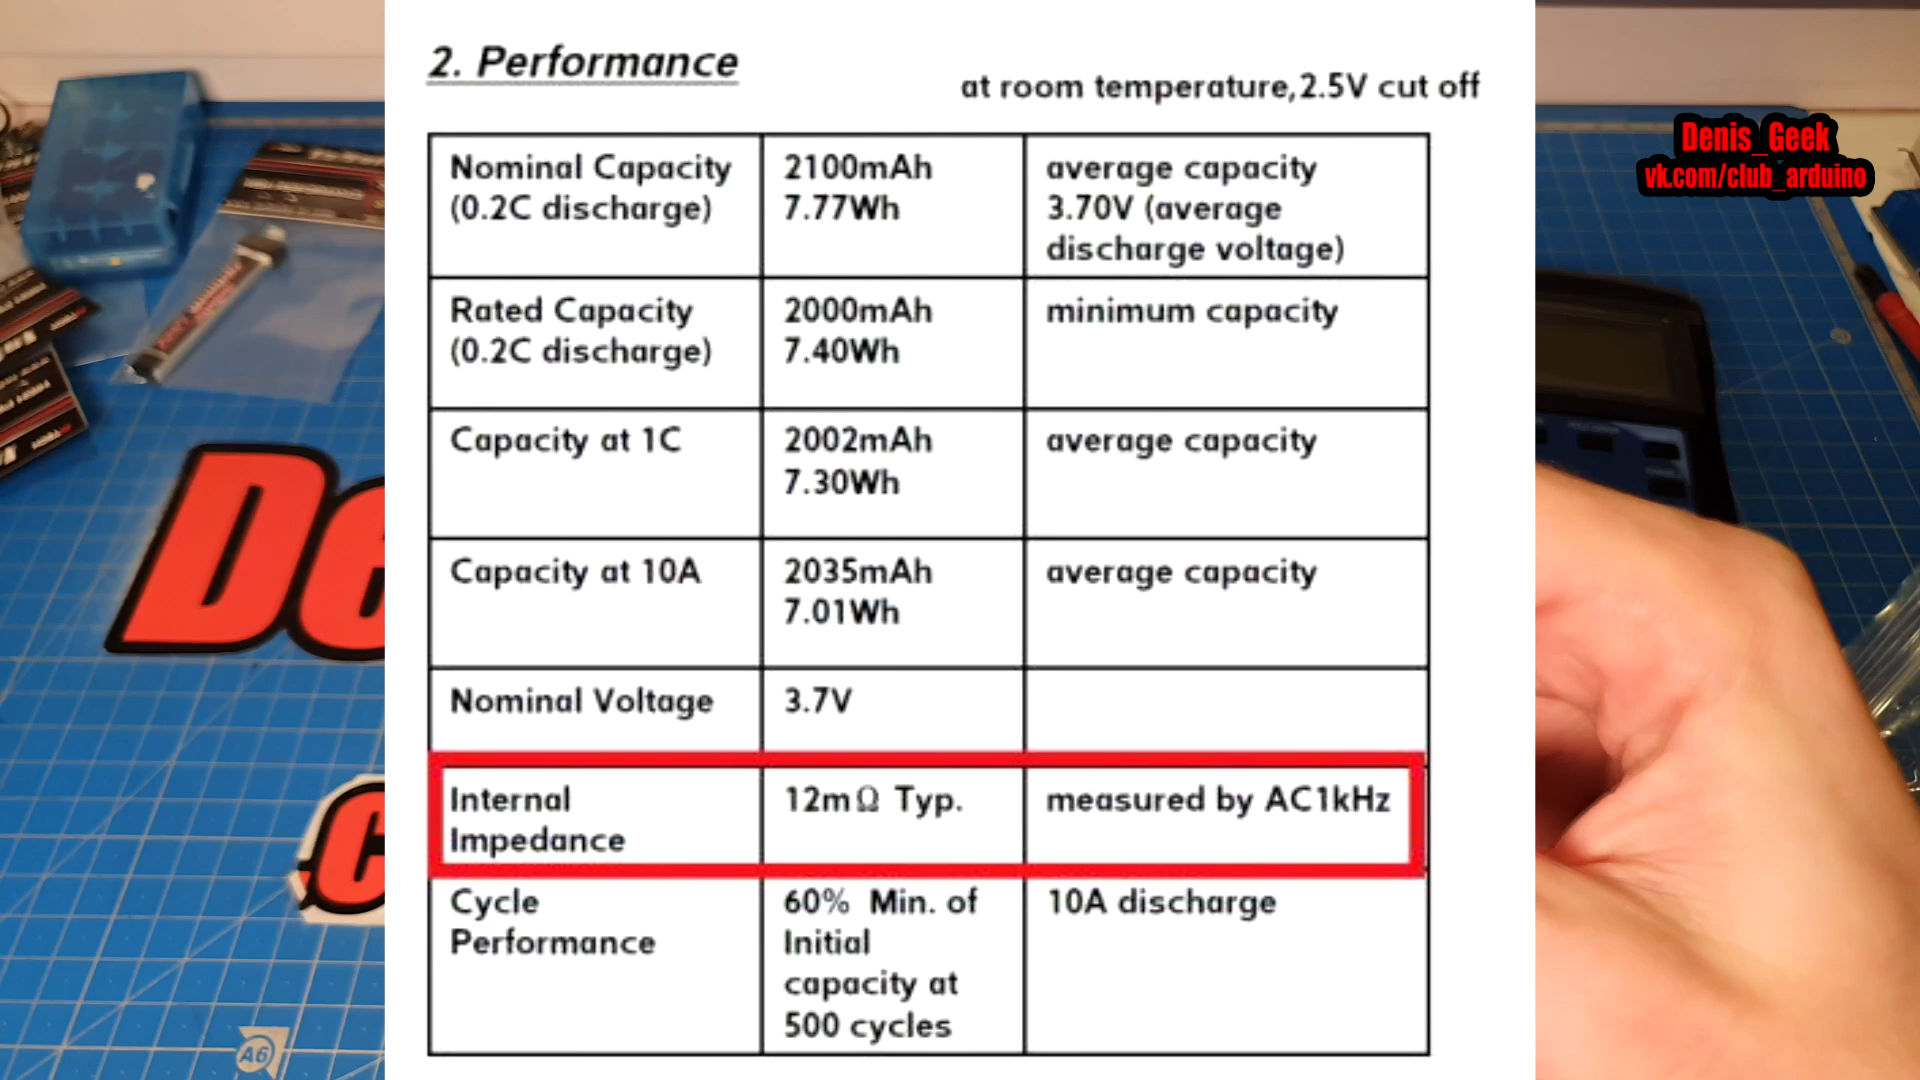 2. Performance
at room temperature, 2.5V cut off
Nominal Capacity
(0.2C discharge)
2100mAh
7.77Wh
average capacity
3.70V (average
discharge voltage)
Rated Capacity
(0.2C discharge)
2000mAh
7.40Wh
minimum capacity
Capacity at 1C
2002mAh
7.30Wh
average capacity
Capacity at 10A
2035mAh
7.01Wh
average capacity
Nominal Voltage
3.7V
Internal
Impedance
12mΩ Typ.
measured by AC1kHz
Cycle
Performance
60% Min. of
Initial
capacity at
500 cycles
10A discharge
Denis_Geek
vk.com/club_arduino
De
C
A6